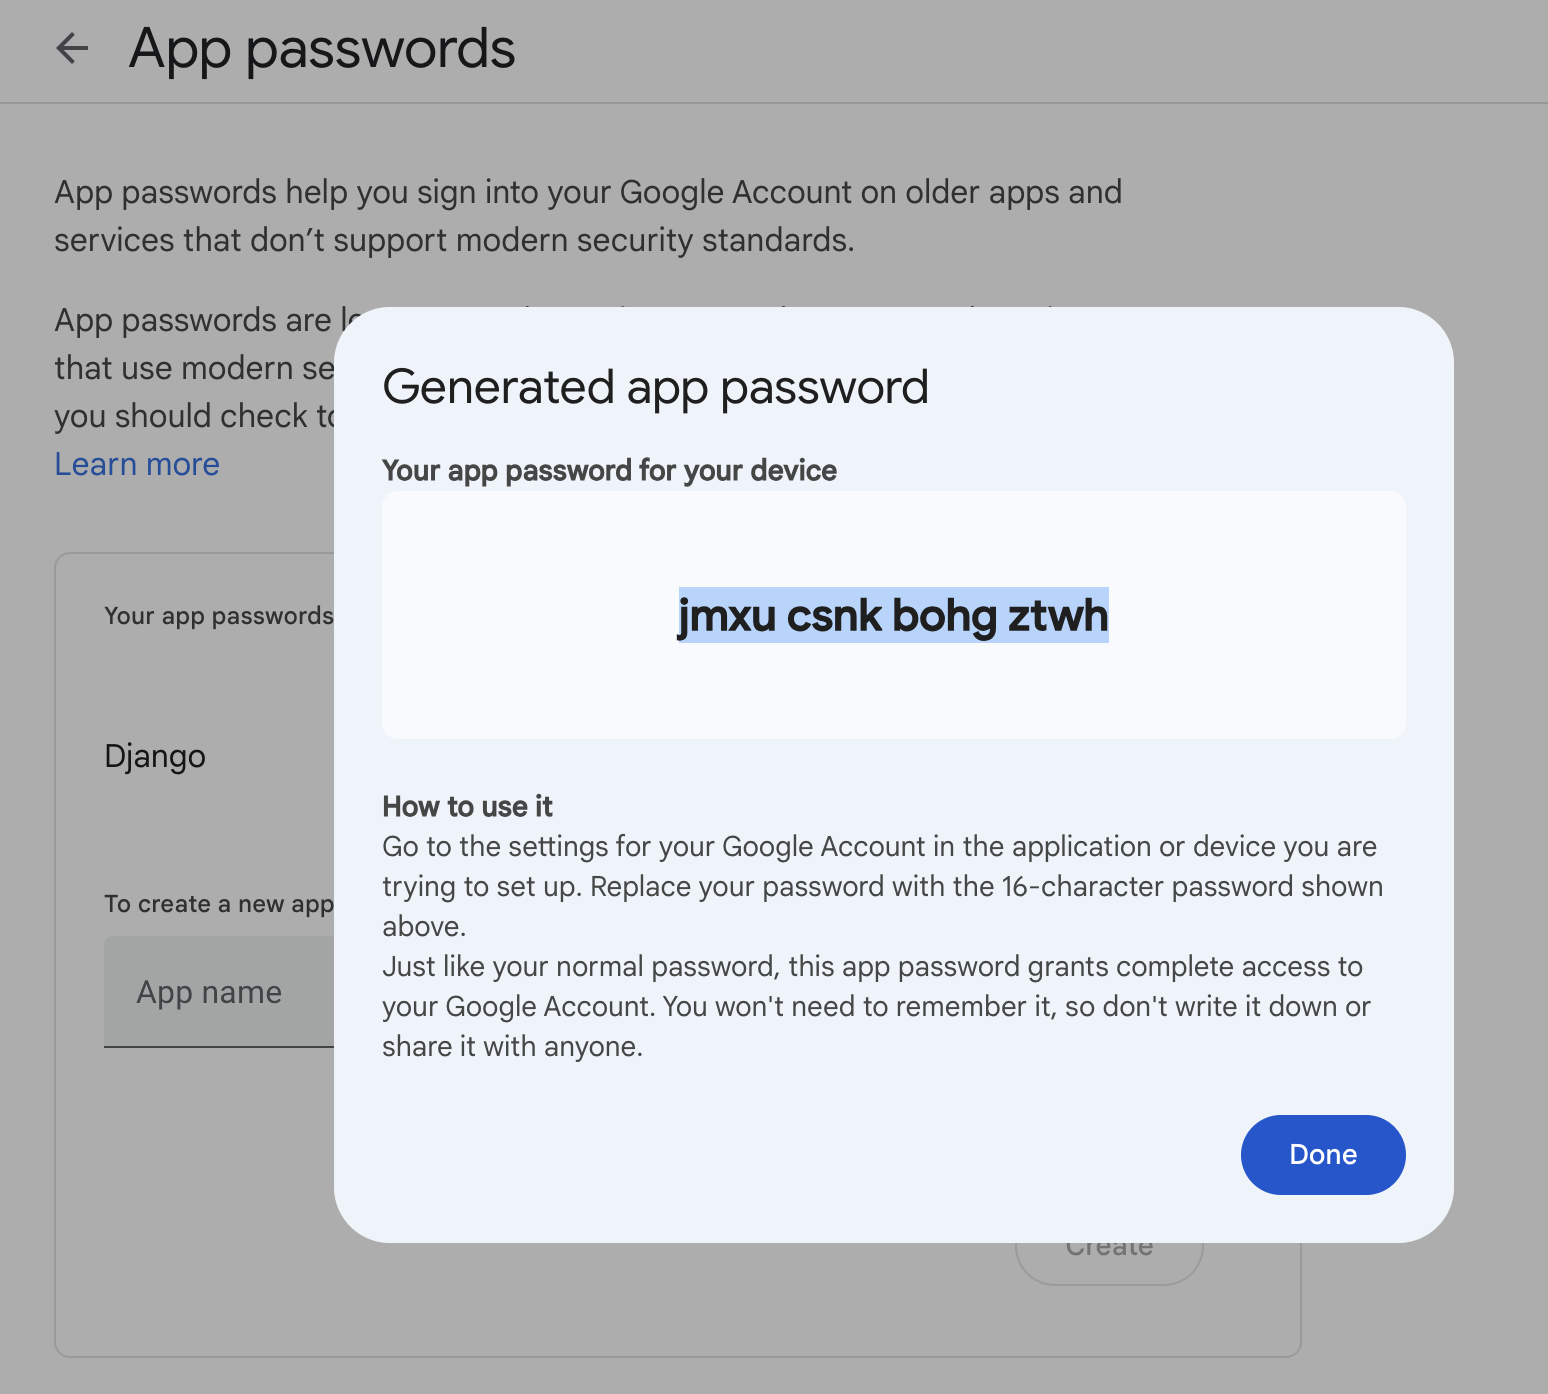 App passwords
App passwords help you sign into your Google Account on older apps and
services that don't support modern security standards.
App passwords are
that use modern
you should check
Learn more
Generated app password
Your app password for your device
jmxu csnk bohg ztwh
Your app passwords
Django
How to use it
Go to the settings for your Google Account in the application or device you are
trying to set up. Replace your password with the 16-character password shown
above.
Just like your normal password, this app password grants complete access to
your Google Account. You won't need to remember it, so don't write it down or
share it with anyone.
To create a new app
App name
Done
Create